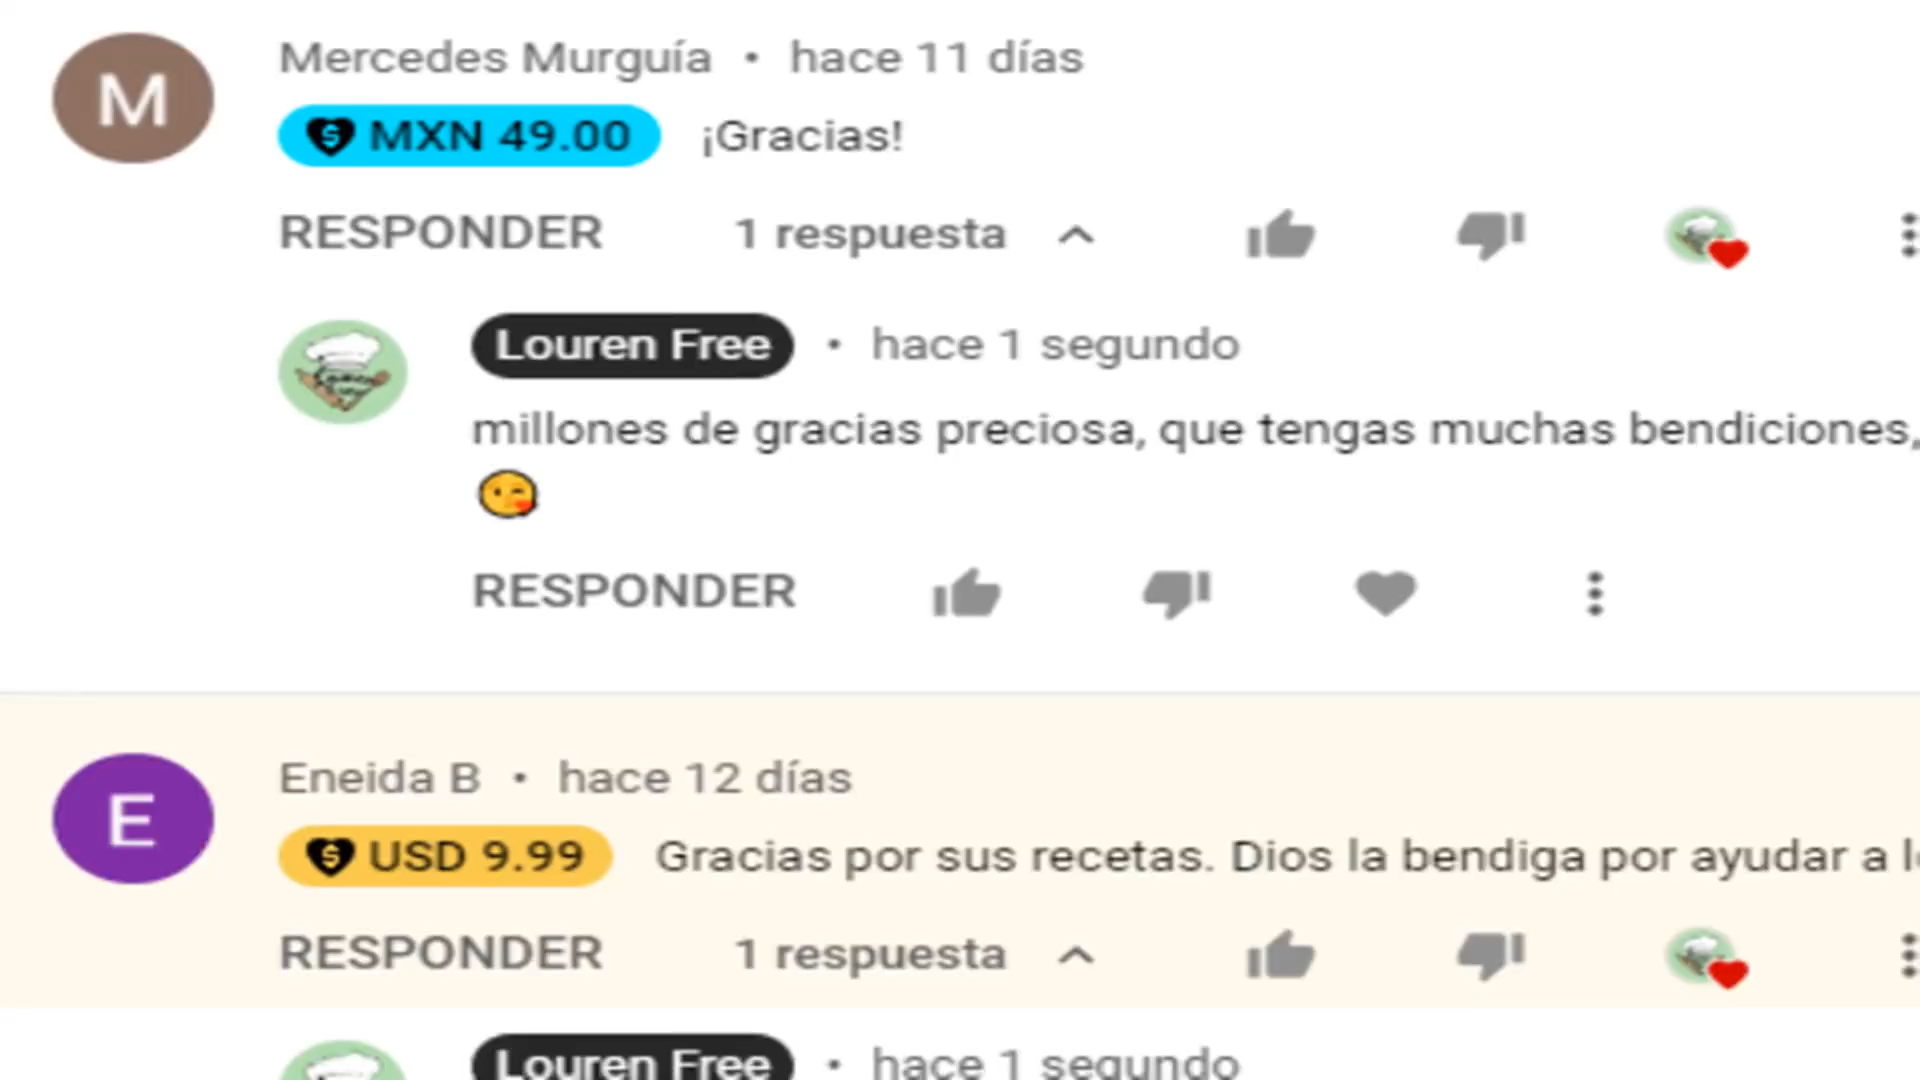 M
Mercedes Murguía • hace 11 días
MXN 49.00 ¡Gracias!
RESPONDER 1 respuesta
Louren Free • hace 1 segundo
millones de gracias preciosa, que tengas muchas bendiciones,
RESPONDER
E
Eneida B • hace 12 días
USD 9.99 Gracias por sus recetas. Dios la bendiga por ayudar a
RESPONDER 1 respuesta
Louren Free • hace 1 segundo